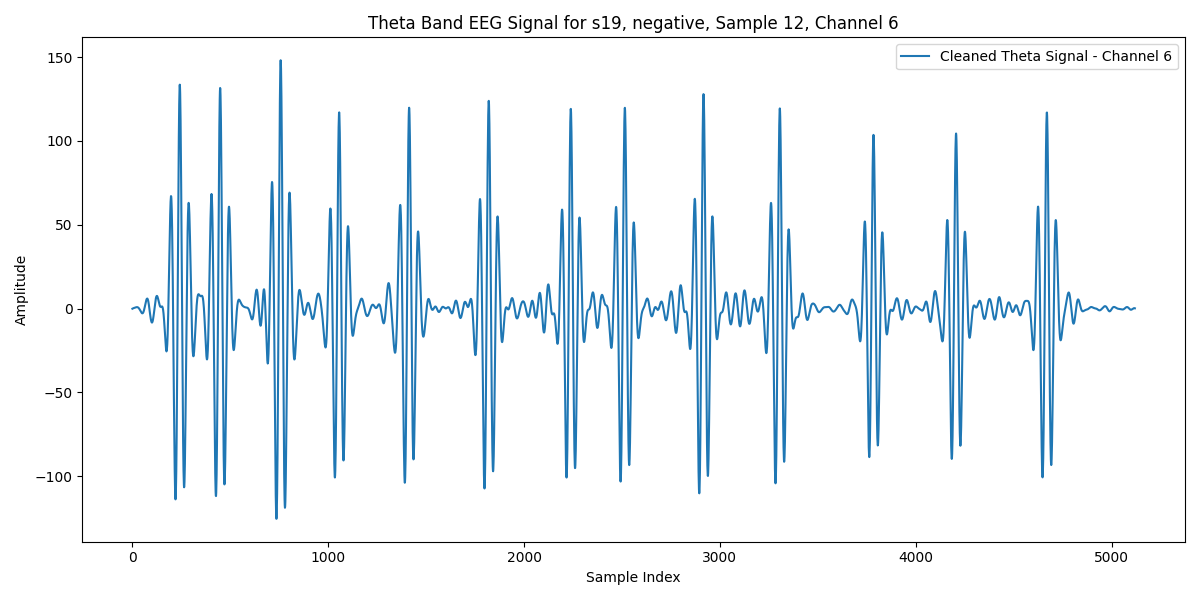 Theta Band EEG Signal for s19, negative, Sample 12, Channel 6
Cleaned Theta Signal - Channel 6
Amplitude
150
100
50
0
−50
−100
0 1000 2000 3000 4000 5000
Sample Index